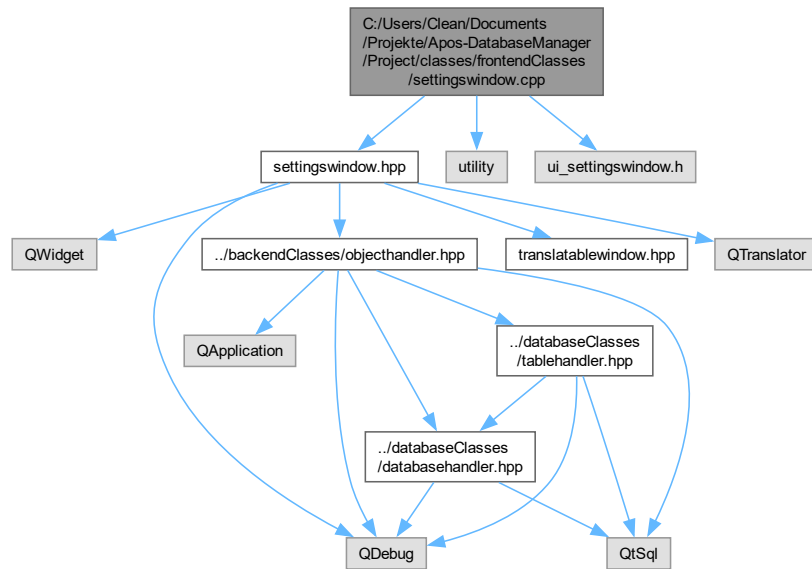 C:/Users/Clean/Documents
/Projekte/Apos-DatabaseManager
/Project/classes/frontendClasses
/settingswindow.cpp
settingswindow.hpp
utility
ui_settingswindow.h
QWidget
../backendClasses/objecthandler.hpp
translatablewindow.hpp
QTranslator
QApplication
../databaseClasses
/tablehandler.hpp
../databaseClasses
/databasehandler.hpp
QDebug
QtSql